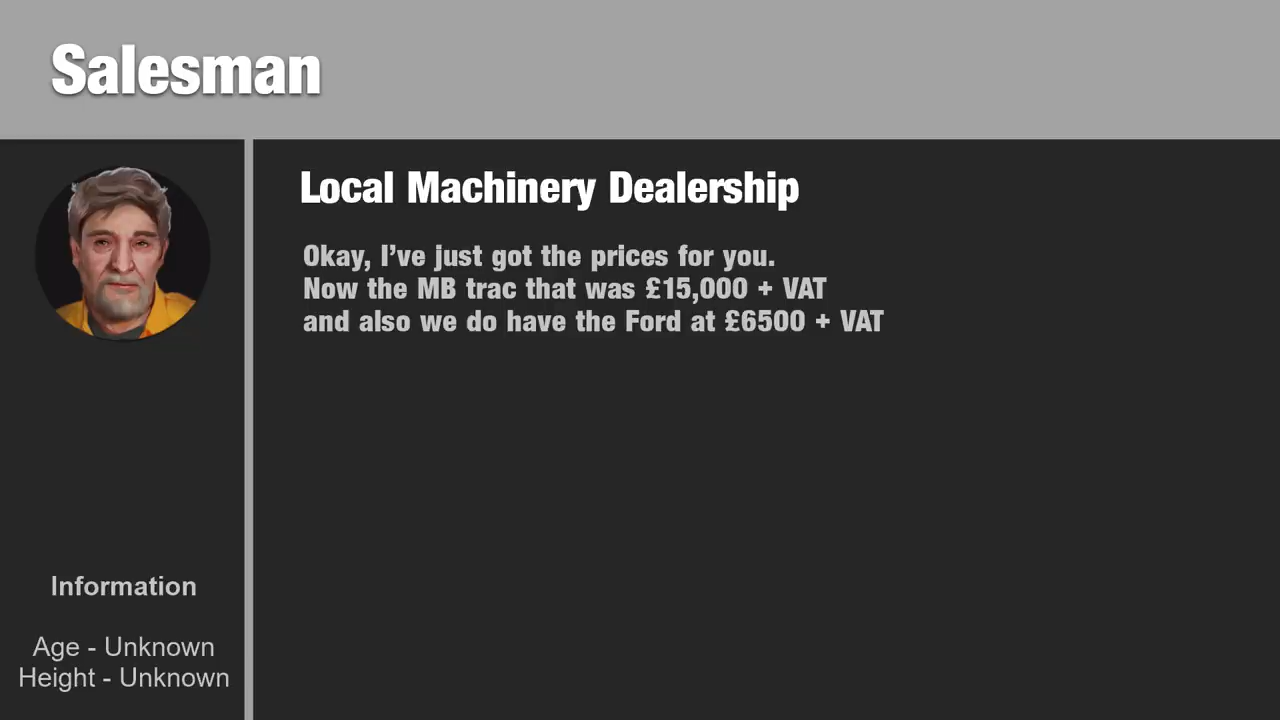 Salesman
Local Machinery Dealership
Okay, I’ve just got the prices for you.
Now the MB trac that was £15,000 + VAT
and also we do have the Ford at £6500 + VAT
Information
Age - Unknown
Height - Unknown